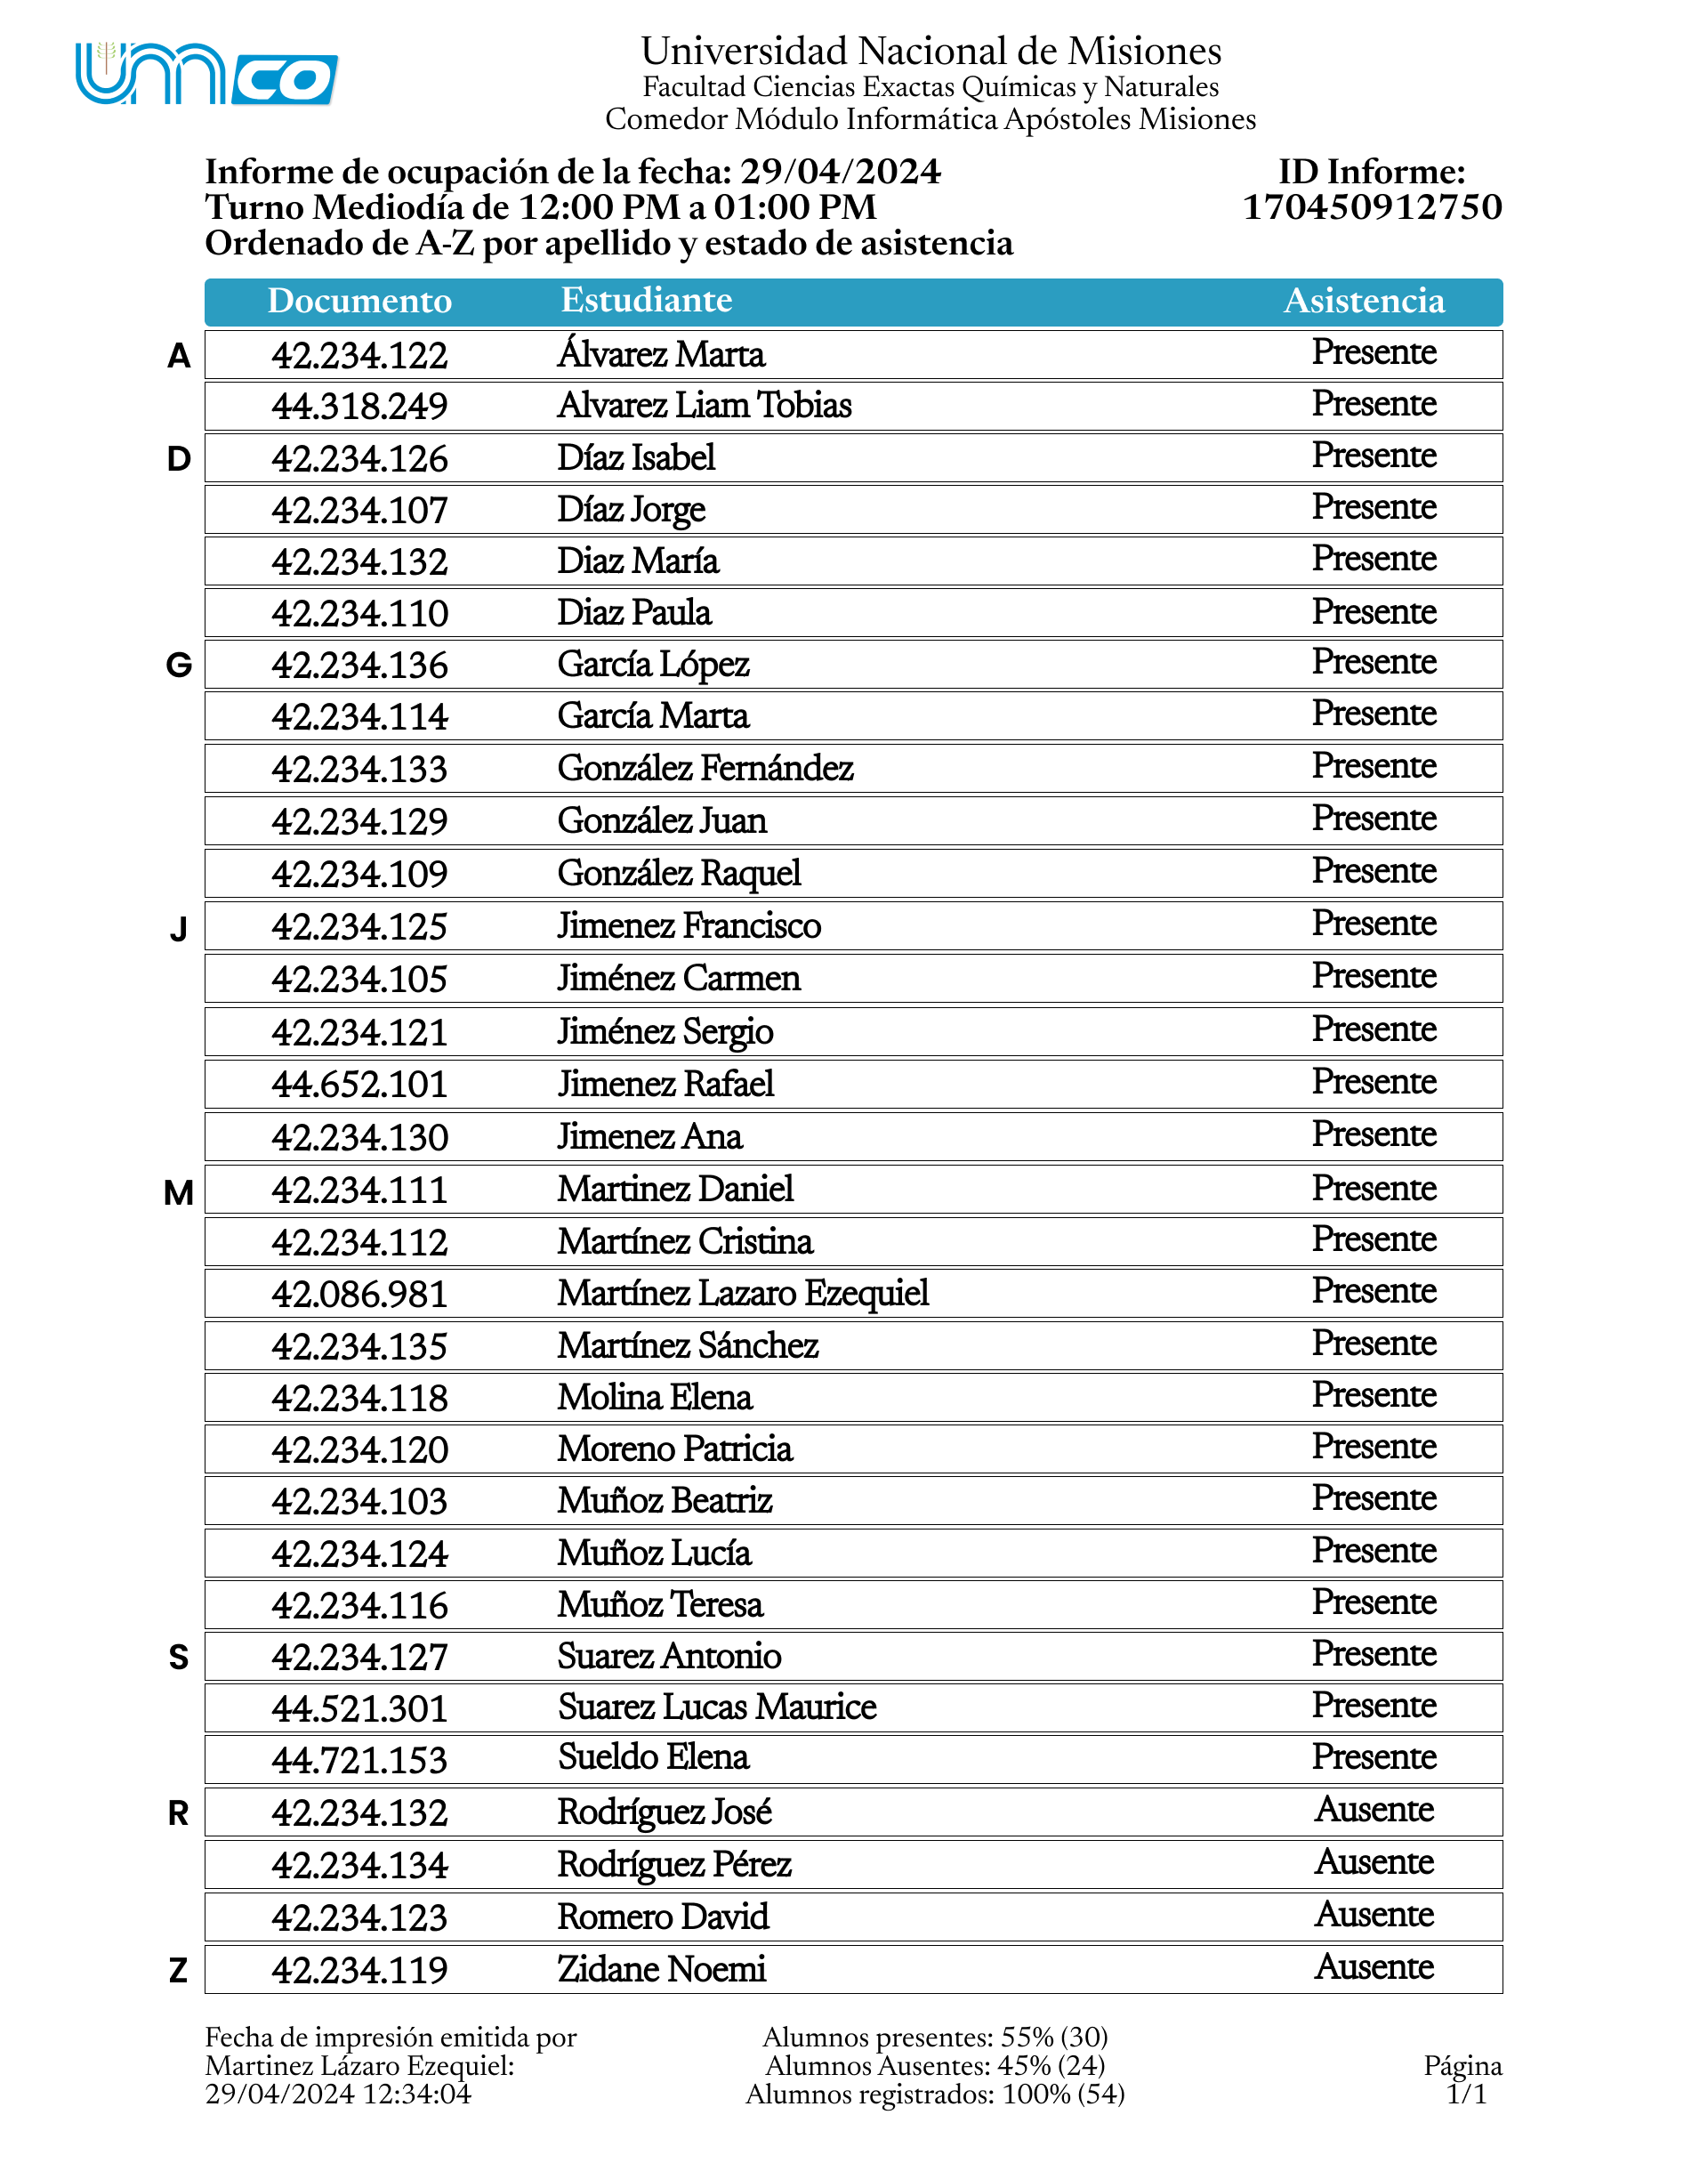 umco
Universidad Nacional de Misiones
Facultad Ciencias Exactas Químicas y Naturales
Comedor Módulo Informática Apóstoles Misiones
Informe de ocupación de la fecha: 29/04/2024
Turno Mediodía de 12:00 PM a 01:00 PM
Ordenado de A-Z por apellido y estado de asistencia
ID Informe:
170450912750
Documento Estudiante Asistencia
A 42.234.122 Álvarez Marta Presente
44.318.249 Alvarez Liam Tobias Presente
D 42.234.126 Díaz Isabel Presente
42.234.107 Díaz Jorge Presente
42.234.132 Diaz María Presente
42.234.110 Diaz Paula Presente
G 42.234.136 García López Presente
42.234.114 García Marta Presente
42.234.133 González Fernández Presente
42.234.129 González Juan Presente
42.234.109 González Raquel Presente
J 42.234.125 Jimenez Francisco Presente
42.234.105 Jiménez Carmen Presente
42.234.121 Jiménez Sergio Presente
44.652.101 Jimenez Rafael Presente
42.234.130 Jimenez Ana Presente
M 42.234.111 Martinez Daniel Presente
42.234.112 Martínez Cristina Presente
42.086.981 Martínez Lazaro Ezequiel Presente
42.234.135 Martínez Sánchez Presente
42.234.118 Molina Elena Presente
42.234.120 Moreno Patricia Presente
42.234.103 Muñoz Beatriz Presente
42.234.124 Muñoz Lucía Presente
42.234.116 Muñoz Teresa Presente
S 42.234.127 Suarez Antonio Presente
44.521.301 Suarez Lucas Maurice Presente
44.721.153 Sueldo Elena Presente
R 42.234.132 Rodríguez José Ausente
42.234.134 Rodríguez Pérez Ausente
42.234.123 Romero David Ausente
Z 42.234.119 Zidane Noemi Ausente
Fecha de impresión emitida por
Martinez Lázaro Ezequiel:
29/04/2024 12:34:04
Alumnos presentes: 55% (30)
Alumnos Ausentes: 45% (24)
Alumnos registrados: 100% (54)
Página
1/1